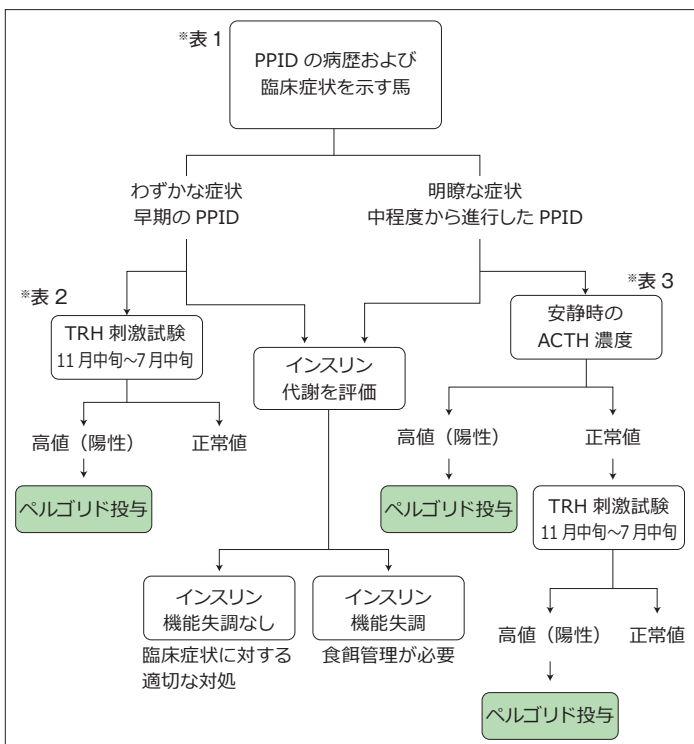 ※表 1
PPID の病歴および
臨床症状を示す馬
わずかな症状
早期の PPID
明瞭な症状
中程度から進行した PPID
※表 2
TRH 刺激試験
11 月中旬～7 月中旬
高値（陽性）
正常値
ペルゴリド投与
インスリン
代謝を評価
※表 3
安静時の
ACTH 濃度
高値（陽性）
正常値
ペルゴリド投与
TRH 刺激試験
11 月中旬～7 月中旬
高値（陽性）
正常値
ペルゴリド投与
インスリン
機能失調なし
臨床症状に対する
適切な対処
インスリン
機能失調
食餌管理が必要